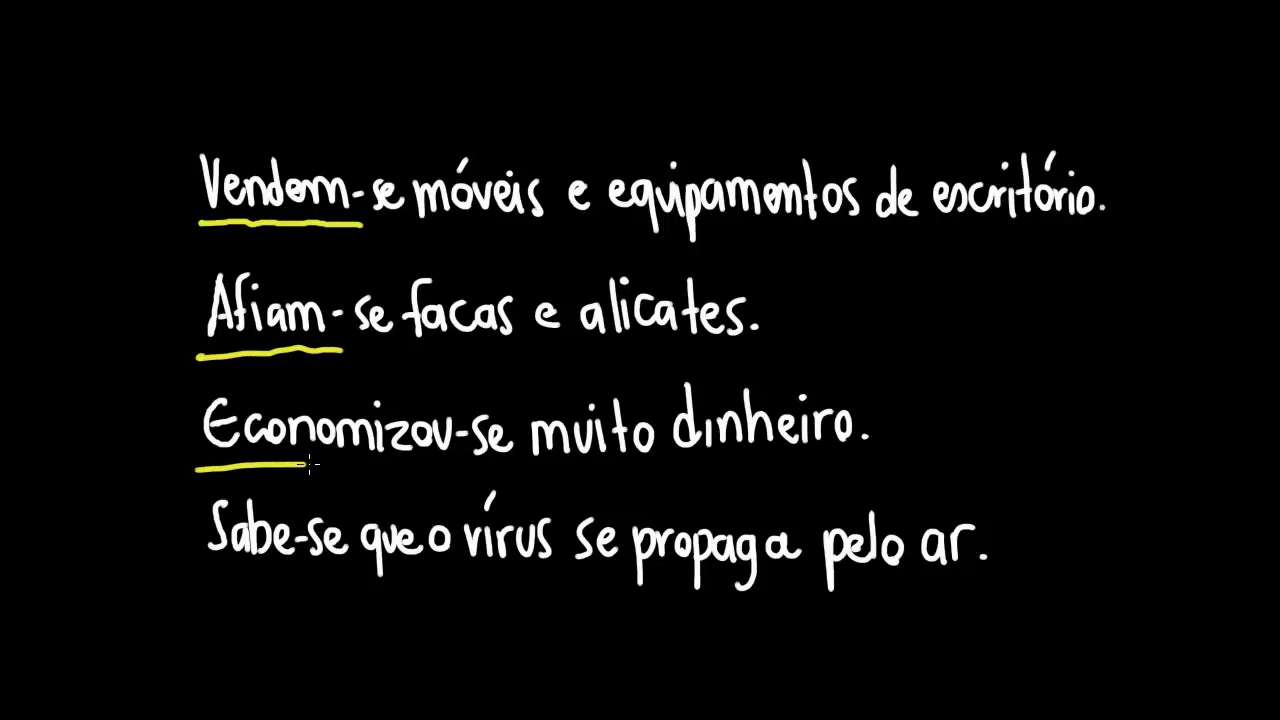 Vendem-se móveis e equipamentos de escritório.
Afiam-se facas e alicates.
Economizou-se muito dinheiro.
Sabe-se que o vírus se propaga pelo ar.